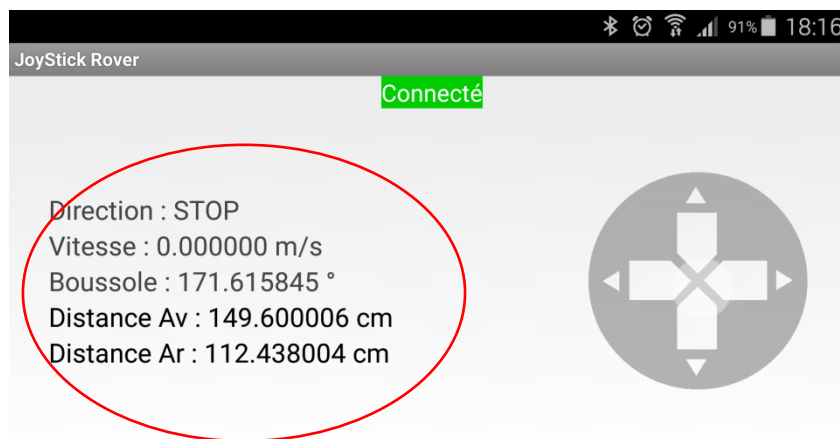 91% 18:16
JoyStick Rover
Connecté
Direction : STOP
Vitesse : 0.000000 m/s
Boussole : 171.615845 °
Distance Av : 149.600006 cm
Distance Ar : 112.438004 cm